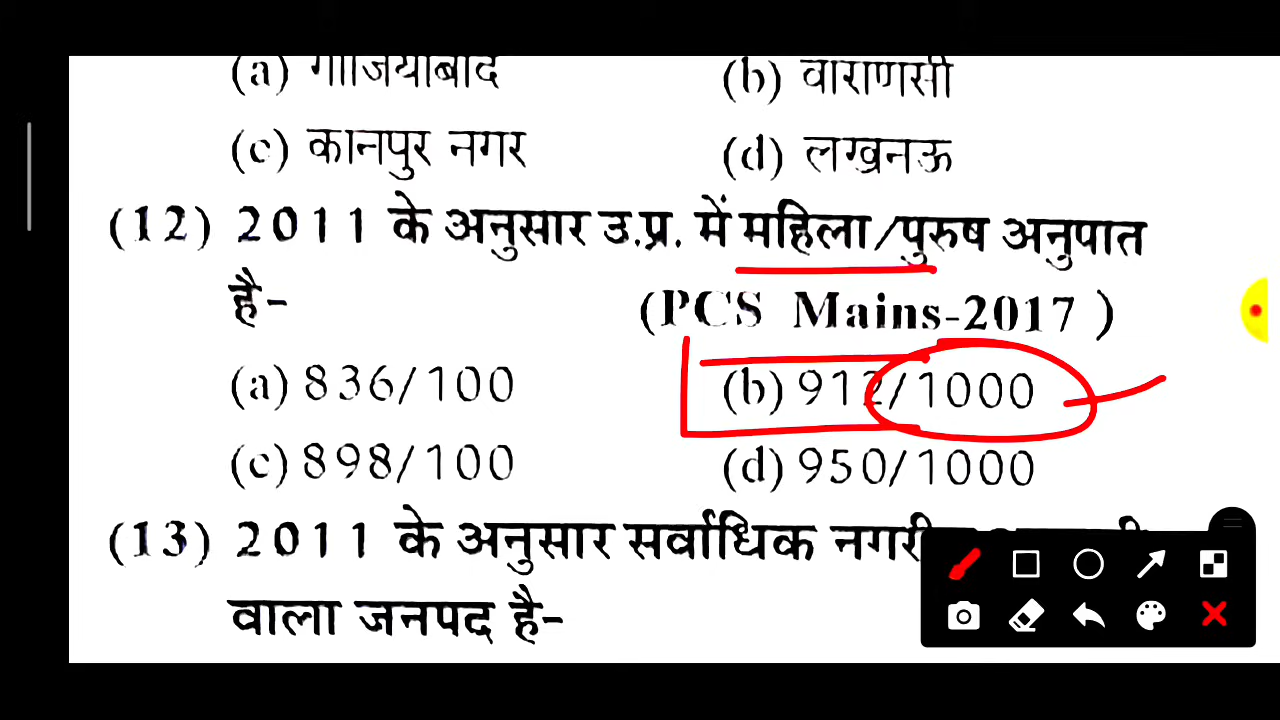 (a) गाजियाबाद (b) वाराणसी
(c) कानपुर नगर (d) लखनऊ
(12) 2011 के अनुसार उ.प्र. में महिला/पुरुष अनुपात
है- (PCS Mains-2017 )
(a) 836/100 (b) 912/1000
(c) 898/100 (d) 950/1000
(13) 2011 के अनुसार सर्वाधिक
वाला जनपद है-